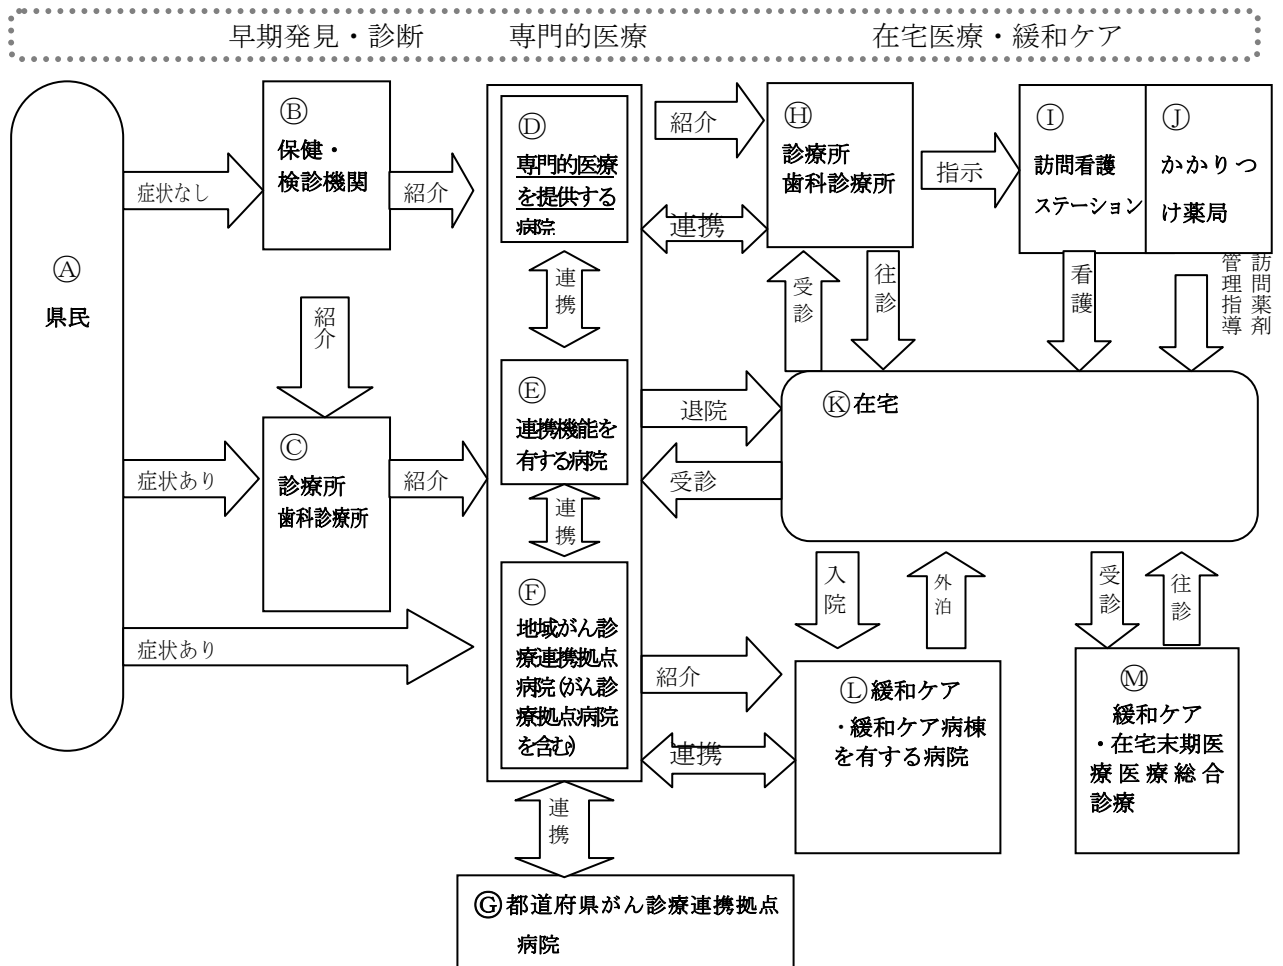 早期発見・診断
専門的医療
在宅医療・緩和ケア
Ⓐ
県民
症状なし
症状あり
症状あり
Ⓑ
保健・
検診機関
紹介
紹介
Ⓒ
診療所
歯科診療所
紹介
Ⓓ
専門的医療
を提供する
病院
連携
Ⓔ
連携機能を
有する病院
連携
Ⓕ
地域がん診
療連携拠点
病院(がん診
療拠点病院
を含む)
連携
Ⓖ都道府県がん診療連携拠点
病院
紹介
連携
Ⓗ
診療所
歯科診療所
指示
Ⓘ
訪問看護
ステーション
Ⓙ
かかりつ
け薬局
受診
往診
看護
訪問薬剤
管理指導
退院
受診
Ⓚ在宅
入院
外泊
受診
往診
紹介
連携
Ⓛ緩和ケア
・緩和ケア病棟
を有する病院
Ⓜ
緩和ケア
・在宅末期医
療医療総合
診療